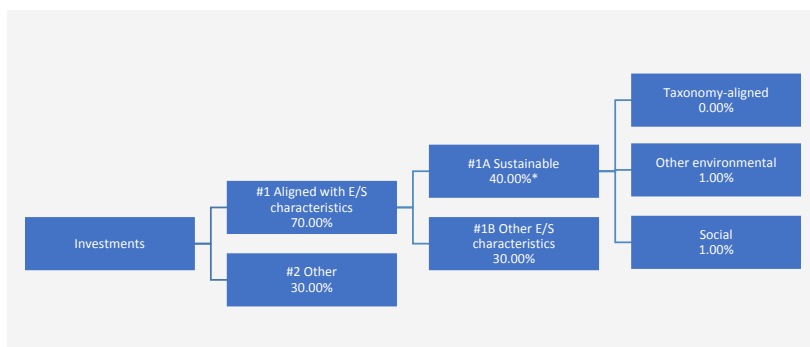 Investments
#1 Aligned with E/S
characteristics
70.00%
#2 Other
30.00%
#1A Sustainable
40.00%*
#1B Other E/S
characteristics
30.00%
Taxonomy-aligned
0.00%
Other environmental
1.00%
Social
1.00%